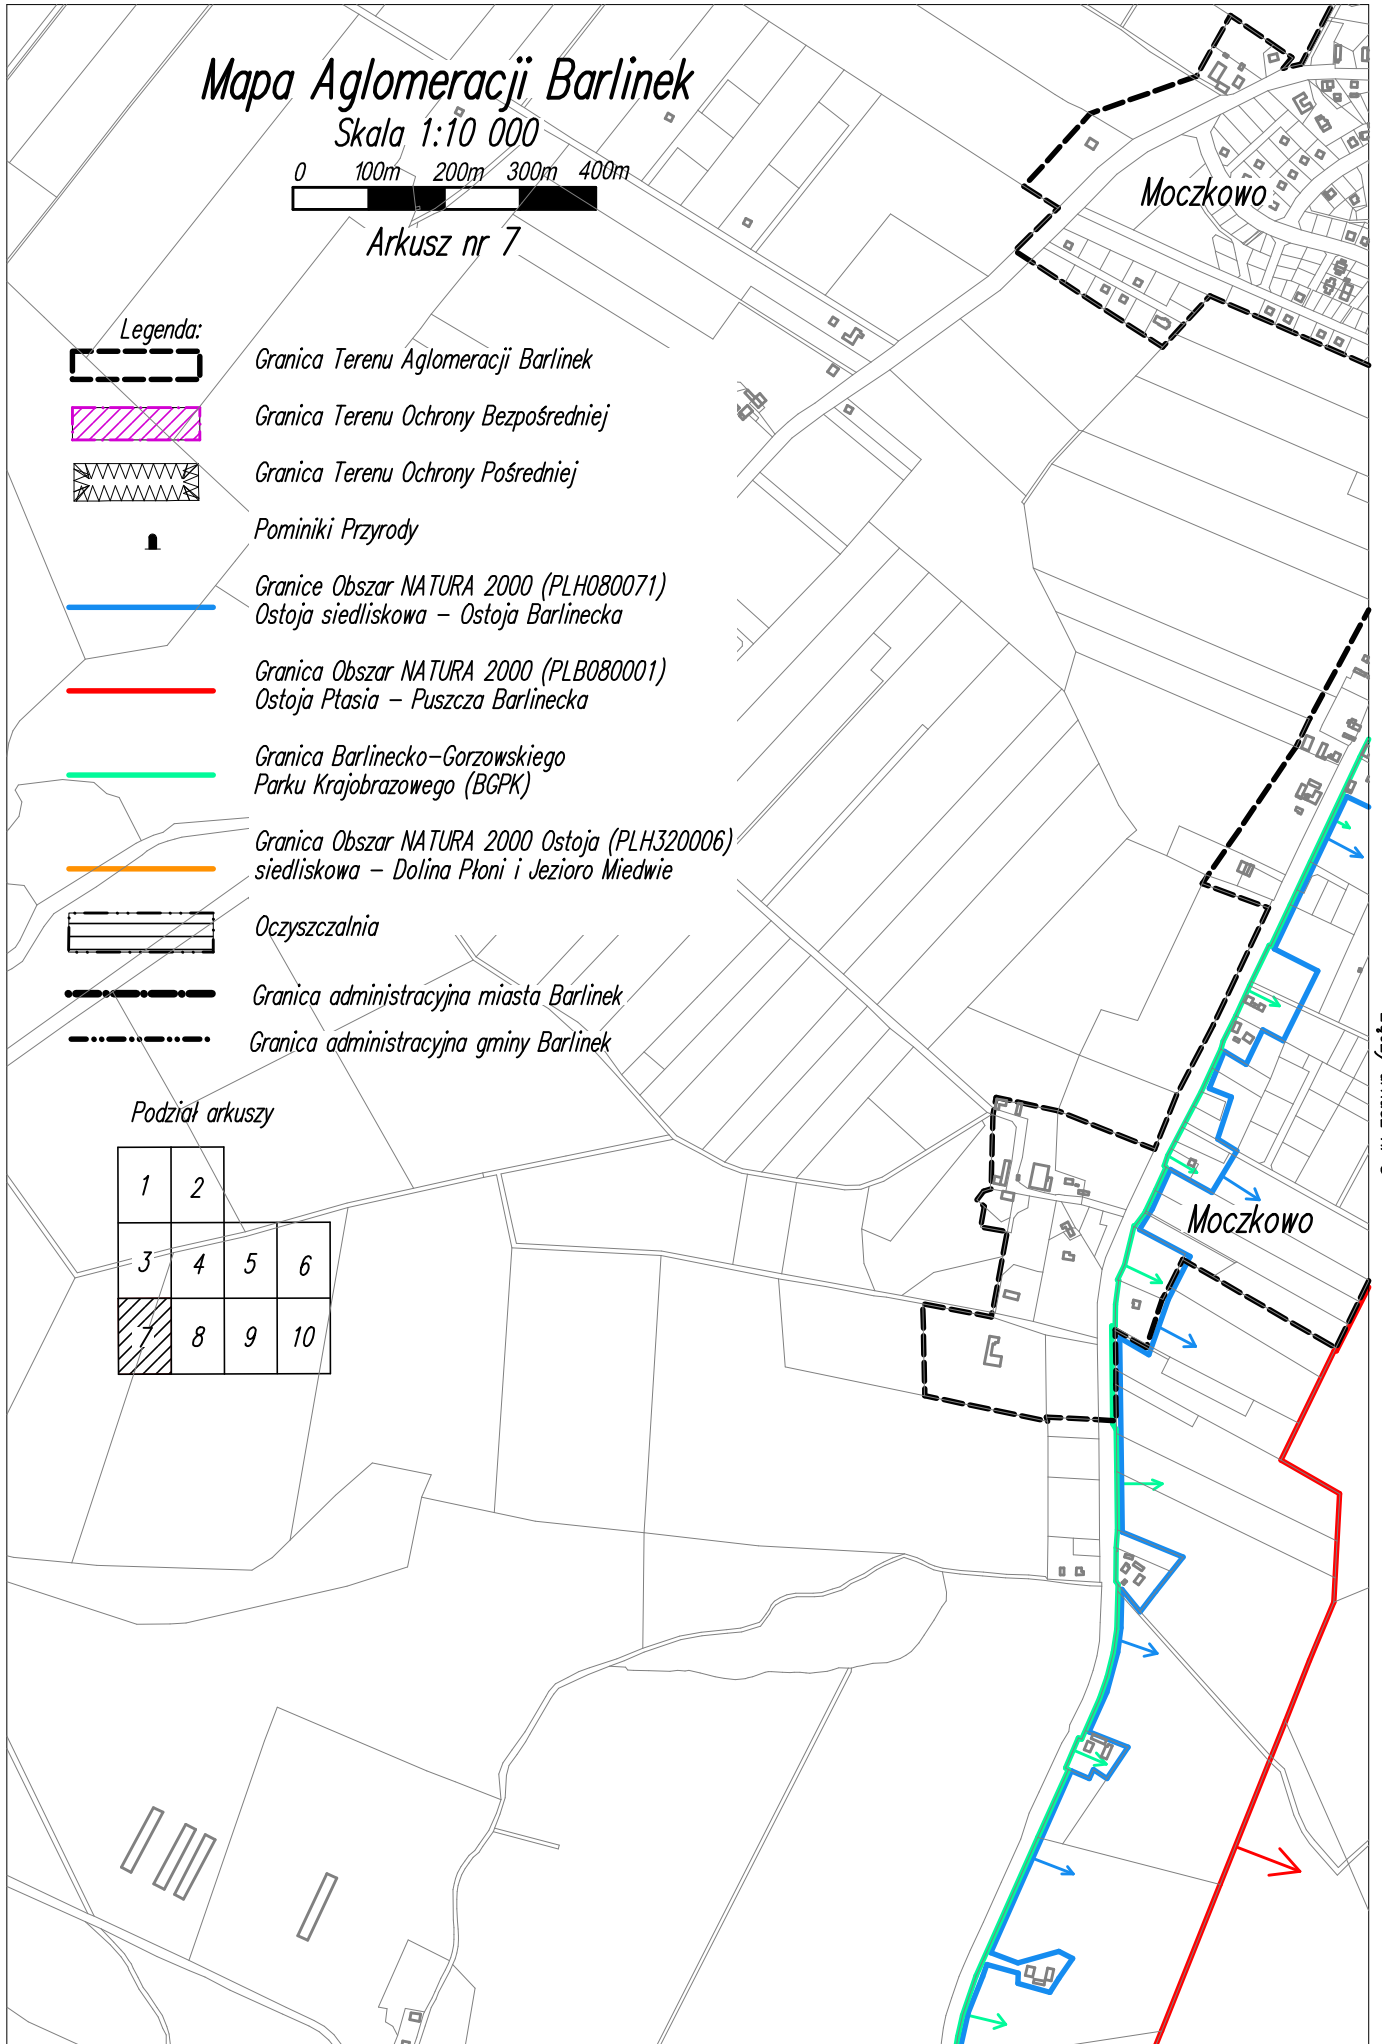 Mapa Aglomeracji Barlinek
Skala 1:10 000
0 100m 200m 300m 400m
Arkusz nr 7
Moczkowo
Legenda:
Granica Terenu Aglomeracji Barlinek
Granica Terenu Ochrony Bezpośredniej
Granica Terenu Ochrony Pośredniej
Pominiki Przyrody
Granice Obszar NATURA 2000 (PLH080071)
Ostoja siedliskowa – Ostoja Barlinecka
Granica Obszar NATURA 2000 (PLB080001)
Ostoja Ptasia – Puszcza Barlinecka
Granica Barlinecko–Gorzowskiego
Parku Krajobrazowego (BGPK)
Granica Obszar NATURA 2000 Ostoja (PLH320006)
siedliskowa – Dolina Płoni i Jezioro Miedwie
Oczyszczalnia
Granica administracyjna miasta Barlinek
Granica administracyjna gminy Barlinek
Podział arkuszy
1 2
3 4 5 6
7 8 9 10
Moczkowo